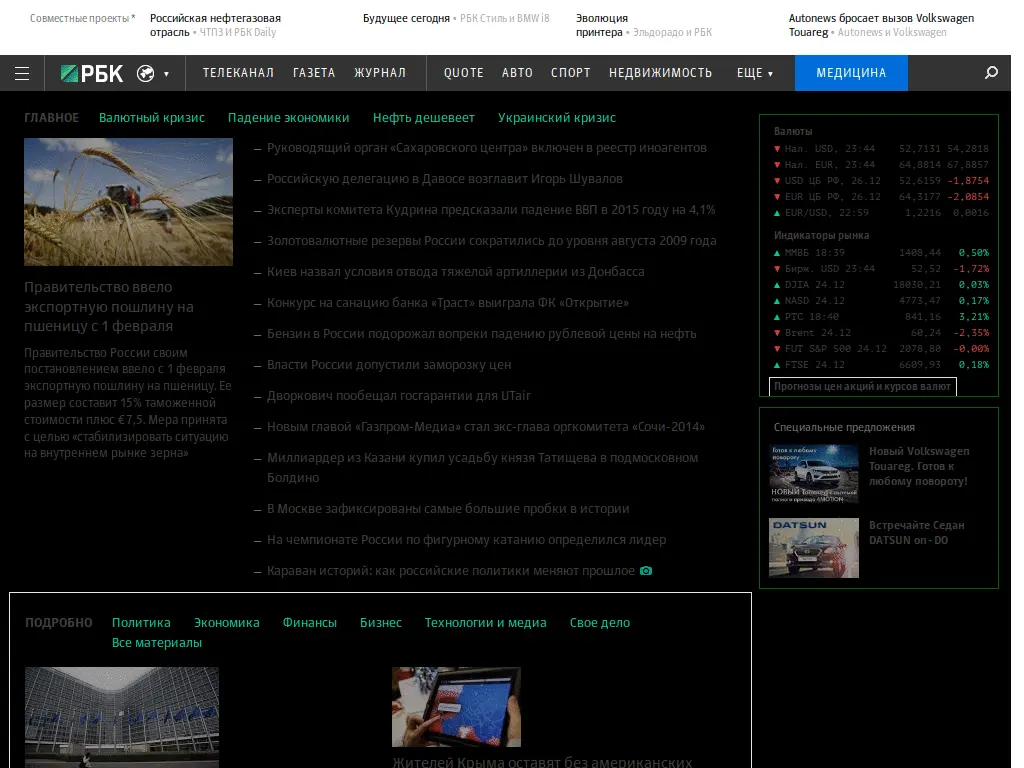 Совместные проекты *
Российская нефтегазовая
отрасль • ЧТПЗ И РБК Daily
Будущее сегодня • РБК Стиль и BMW i8
Эволюция
принтера • Эльдорадо и РБК
Autonews бросает вызов Volkswagen
Touareg • Autonews и Volkswagen
РБК
ТЕЛЕКАНАЛ ГАЗЕТА ЖУРНАЛ QUOTE АВТО СПОРТ НЕДВИЖИМОСТЬ ЕЩЕ ▾ МЕДИЦИНА
ГЛАВНОЕ Валютный кризис Падение экономики Нефть дешевеет Украинский кризис
Правительство ввело
экспортную пошлину на
пшеницу с 1 февраля
Правительство России своим
постановлением ввело с 1 февраля
экспортную пошлину на пшеницу. Ее
размер составит 15% таможенной
стоимости плюс €7,5. Мера принята
с целью «стабилизировать ситуацию
на внутреннем рынке зерна»
— Руководящий орган «Сахаровского центра» включен в реестр иноагентов
— Российскую делегацию в Давосе возглавит Игорь Шувалов
— Эксперты комитета Кудрина предсказали падение ВВП в 2015 году на 4,1%
— Золотовалютные резервы России сократились до уровня августа 2009 года
— Киев назвал условия отвода тяжелой артиллерии из Донбасса
— Конкурс на санацию банка «Траст» выиграла ФК «Открытие»
— Бензин в России подорожал вопреки падению рублевой цены на нефть
— Власти России допустили заморозку цен
— Дворкович пообещал госгарантии для UTair
— Новым главой «Газпром-Медиа» стал экс-глава оргкомитета «Сочи-2014»
— Миллиардер из Казани купил усадьбу князя Татищева в подмосковном
Болдино
— В Москве зафиксированы самые большие пробки в истории
— На чемпионате России по фигурному катанию определился лидер
— Караван историй: как российские политики меняют прошлое
Валюты
▼ Нал. USD, 23:44 52,7131 54,2818
▼ Нал. EUR, 23:44 64,8814 67,8857
▼ USD ЦБ РФ, 26.12 52,6159 -1,8754
▼ EUR ЦБ РФ, 26.12 64,3177 -2,0854
▲ EUR/USD, 22:59 1,2216 0,0016
Индикаторы рынка
▲ ММВБ 18:39 1408,44 0,50%
▼ Бирж. USD 23:44 52,52 -1,72%
▲ DJIA 24.12 18030,21 0,03%
▲ NASD 24.12 4773,47 0,17%
▲ РТС 18:40 841,16 3,21%
▼ Brent 24.12 60,24 -2,35%
▼ FUT S&P 500 24.12 2078,80 -0,00%
▲ FTSE 24.12 6609,93 0,18%
Прогнозы цен акций и курсов валют
Специальные предложения
Готов к любому
повороту
НОВЫЙ
Новый Volkswagen
Touareg. Готов к
любому повороту!
DATSUN
Встречайте Седан
DATSUN on-DO
ПОДРОБНО Политика Экономика Финансы Бизнес Технологии и медиа Свое дело
Все материалы
Жителей Крыма оставят без американских